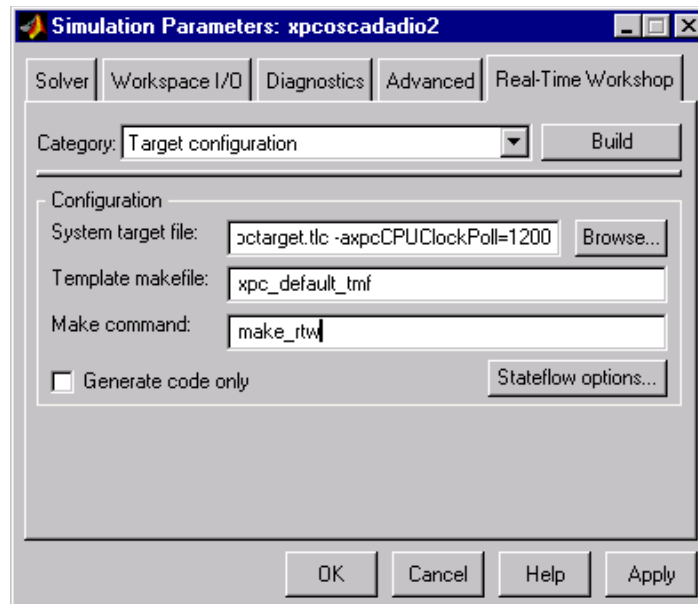 Simulation Parameters: xpcoscadadio2
Solver Workspace I/O Diagnostics Advanced Real-Time Workshop
Category: Target configuration Build
Configuration
System target file: pctarget.tlc -axpcCPUClockPoll=1200 Browse...
Template makefile: xpc_default_tmf
Make command: make_rtw
Generate code only Stateflow options...
OK Cancel Help Apply